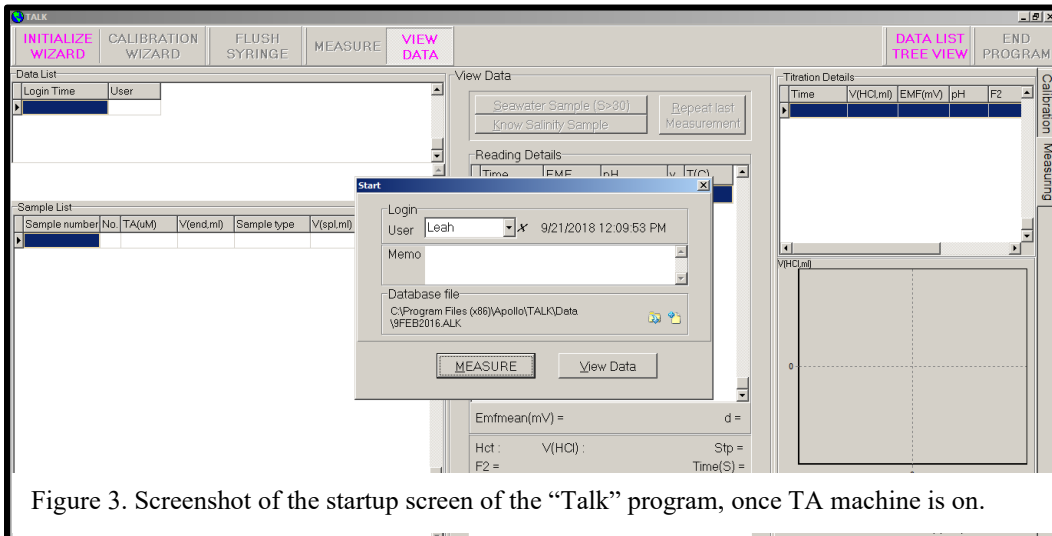 TALK
INITIALIZE WIZARD
CALIBRATION WIZARD
FLUSH SYRINGE
MEASURE
VIEW DATA
DATA LIST TREE VIEW
END PROGRAM
Data List
Login Time User
Sample List
Sample number No. TA(uM) V(end,ml) Sample type V(spl,ml)
View Data
Seawater Sample (S>30)
Know Salinity Sample
Repeat last Measurement
Reading Details
Time EMF pH v T(C)
Start
Login
User Leah x 9/21/2018 12:09:53 PM
Memo
Database file
C:\Program Files (x86)\Apollo\TALK\Data
\9FEB2016.ALK
MEASURE View Data
Emfmean(mV) = d =
Hct : V(HCl) : Stp =
F2 = Time(S) =
Titration Details
Time V(HCl,ml) EMF(mV) pH F2
V(HCl,ml)
0
Calibration
Measuring
Figure 3. Screenshot of the startup screen of the “Talk” program, once TA machine is on.